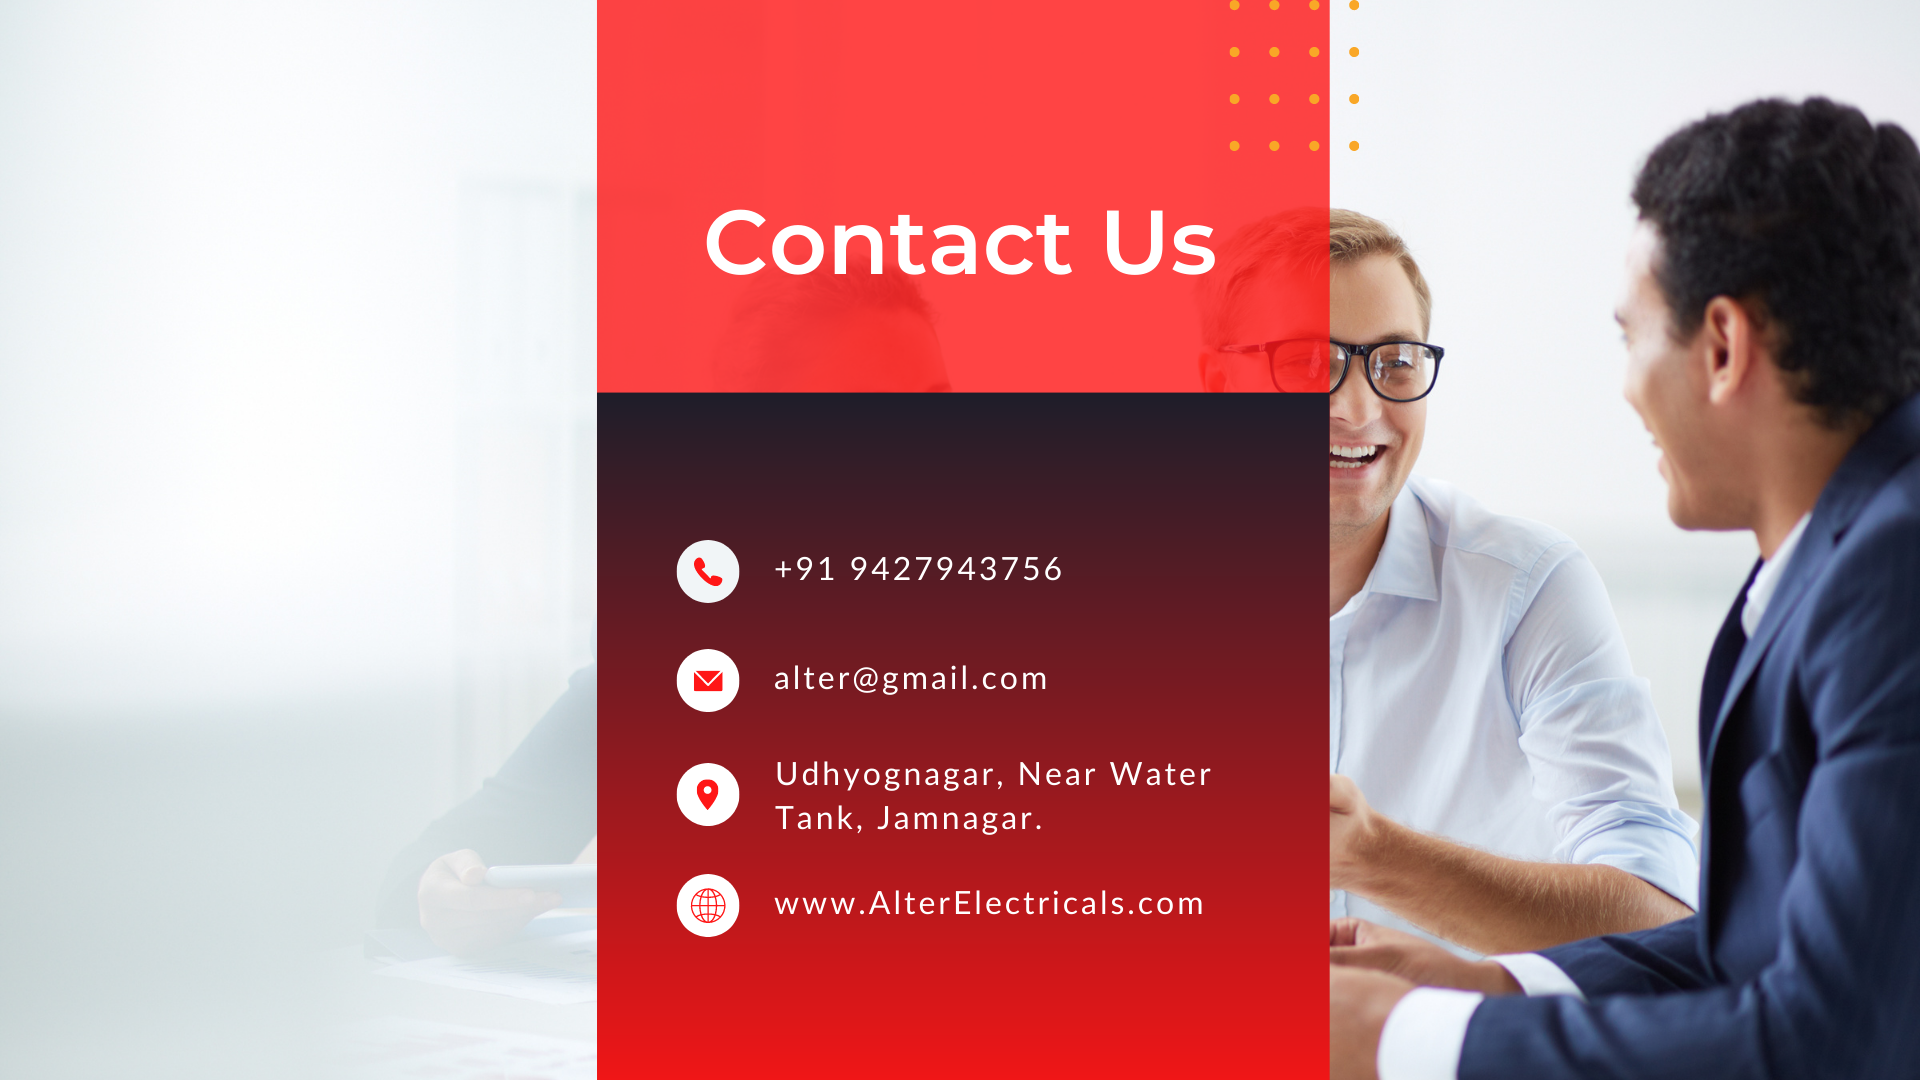 Contact Us
+91 9427943756
alter@gmail.com
Udhyognagar, Near Water
Tank, Jamnagar.
www.AlterElectricals.com